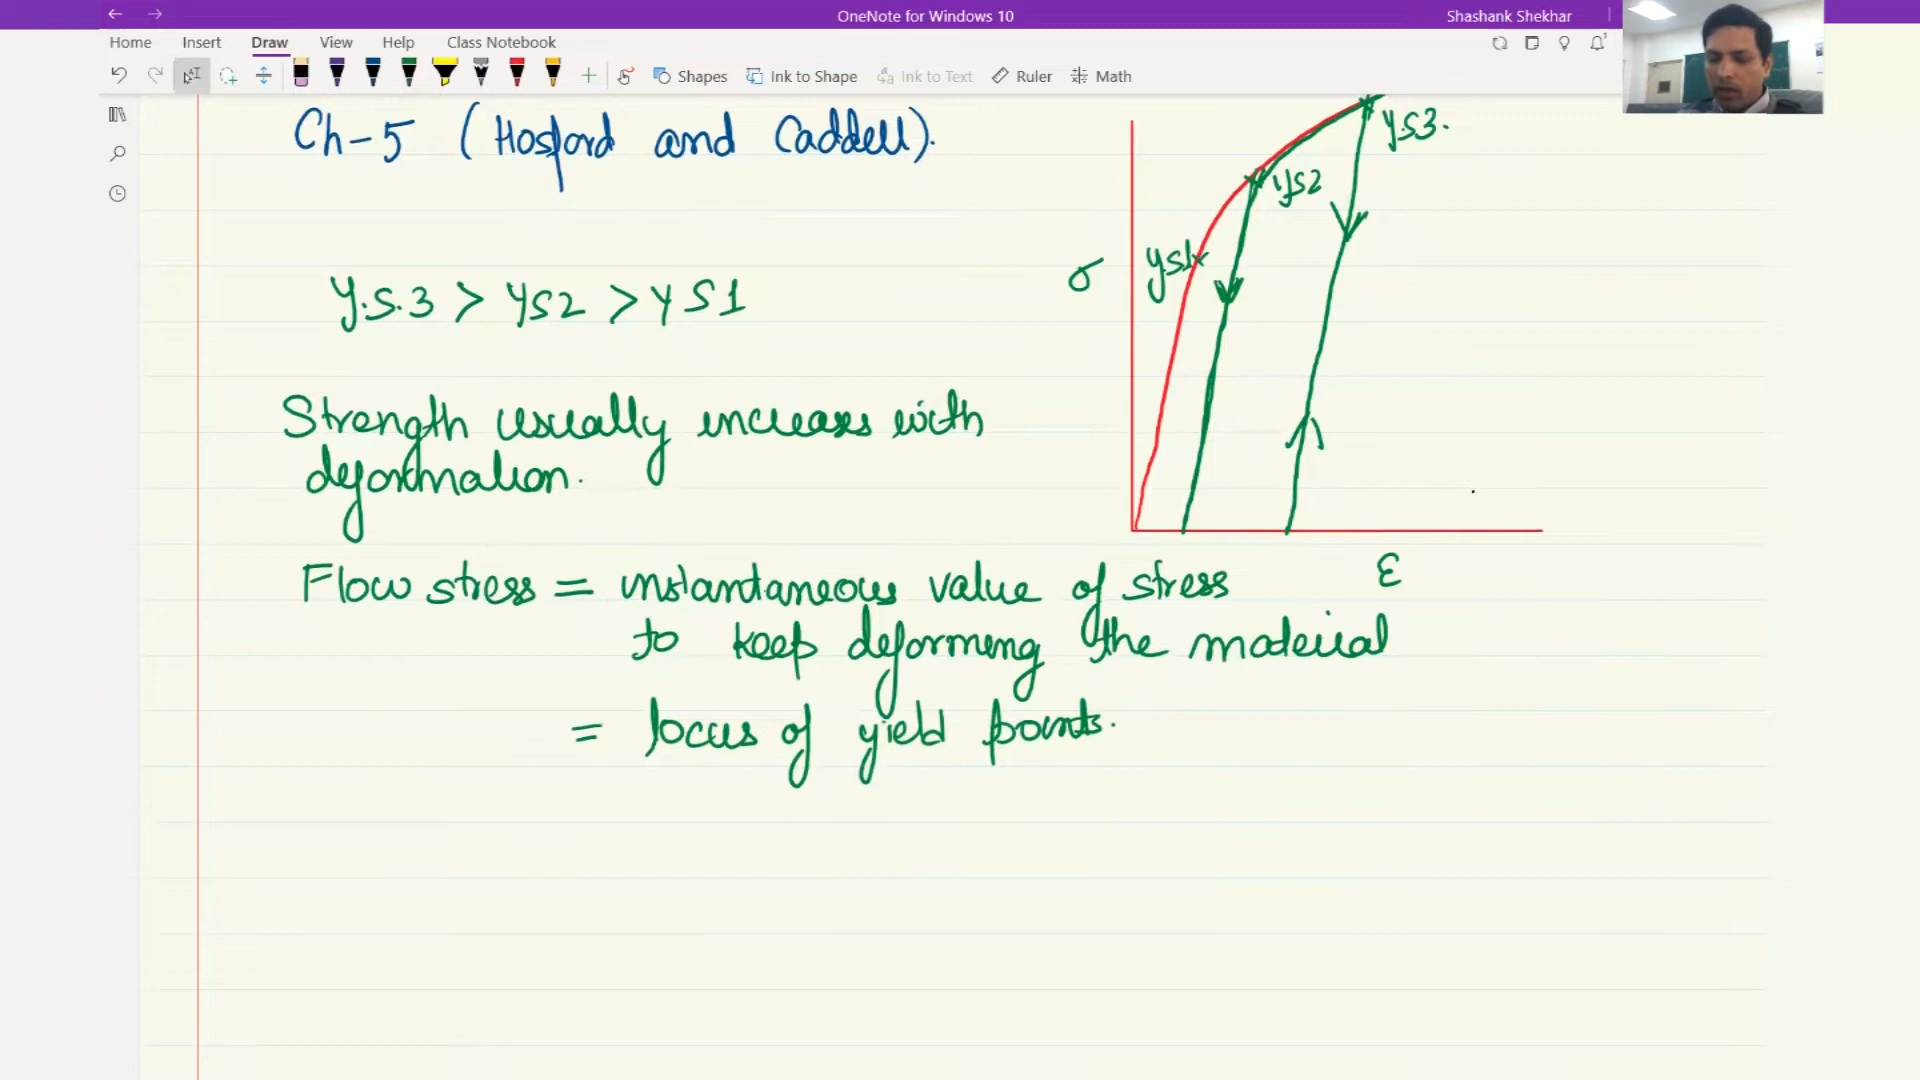 OneNote for Windows 10
Shashank Shekhar
Home Insert Draw View Help Class Notebook
Shapes Ink to Shape Ink to Text Ruler Math
Ch-5 (Hosford and Caddell).
Y.S3.
YS2
YS1
σ
Y.S.3 > YS2 > YS1
Strength usually increases with
deformation.
ε
Flow stress = instantaneous value of stress
to keep deforming the material
= locus of yield points.